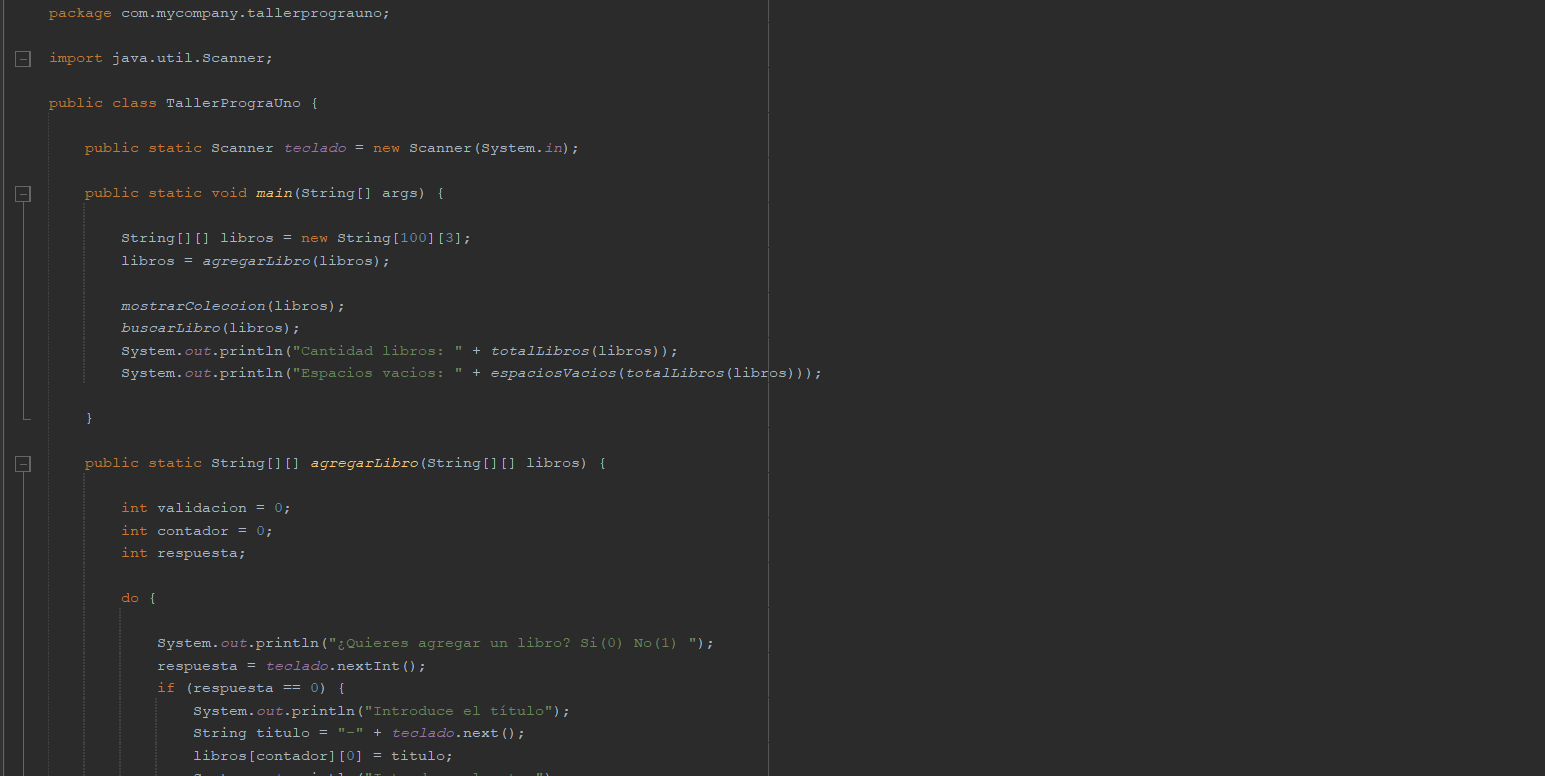 package com.mycompany.tallerprograuno;
import java.util.Scanner;
public class TallerPrograUno {
public static Scanner teclado = new Scanner(System.in);
public static void main(String[] args) {
String[][] libros = new String[100][3];
libros = agregarLibro(libros);
mostrarColeccion(libros);
buscarLibro(libros);
System.out.println("Cantidad libros: " + totalLibros(libros));
System.out.println("Espacios vacios: " + espaciosVacios(totalLibros(libros)));
}
public static String[][] agregarLibro(String[][] libros) {
int validacion = 0;
int contador = 0;
int respuesta;
do {
System.out.println("¿Quieres agregar un libro? Si(0) No(1) ");
respuesta = teclado.nextInt();
if (respuesta == 0) {
System.out.println("Introduce el título");
String titulo = "-" + teclado.next();
libros[contador][0] = titulo;